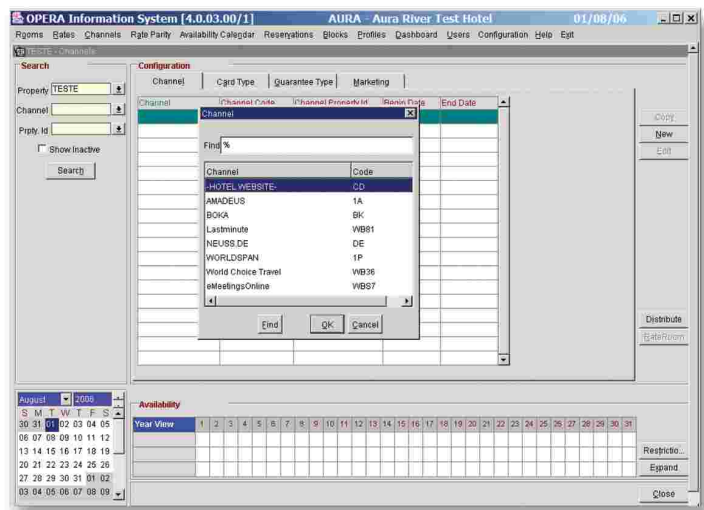 OPERA Information System [4.0.03.00/1] AURA - Aura River Test Hotel 01/08/06
Rooms Rates Channels Rate Parity Availability Calendar Reservations Blocks Profiles Dashboard Users Configuration Help Exit
TESTE - Channels
Search
Property TESTE
Channel
Prpty. Id
Show Inactive
Search
Configuration
Channel Card Type Guarantee Type Marketing
Channel Channel Code Channel Property Id Begin Date End Date
Channel
Find %
Channel Code
-HOTEL WEBSITE- CD
AMADEUS 1A
BOKA BK
Lastminute WB81
NEUSS.DE DE
WORLDSPAN 1P
World Choice Travel WB36
eMeetingsOnline WBS7
Find OK Cancel
Copy
New
Edit
Distribute
RateRoom
August 2006
S M T W T F S
30 31 01 02 03 04 05
06 07 08 09 10 11 12
13 14 15 16 17 18 19
20 21 22 23 24 25 26
27 28 29 30 31 01 02
03 04 05 06 07 08 09
Availability
Year View 1 2 3 4 5 6 7 8 9 10 11 12 13 14 15 16 17 18 19 20 21 22 23 24 25 26 27 28 29 30 31
Restrictio...
Expand
Close